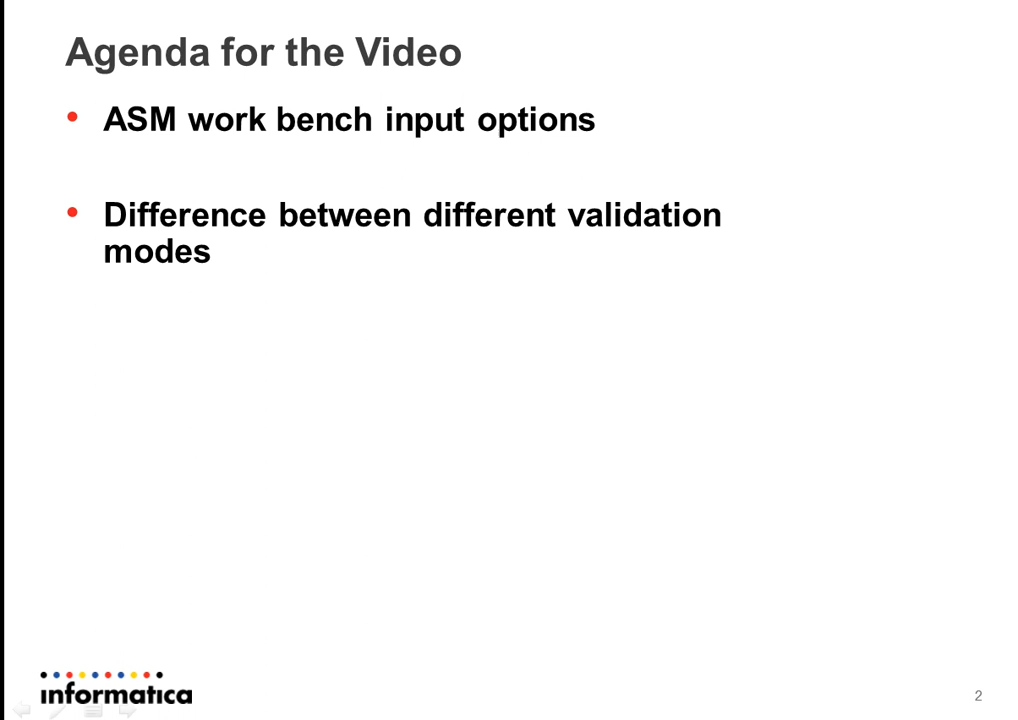 Agenda for the Video
• ASM work bench input options
• Difference between different validation
modes
informatica
2